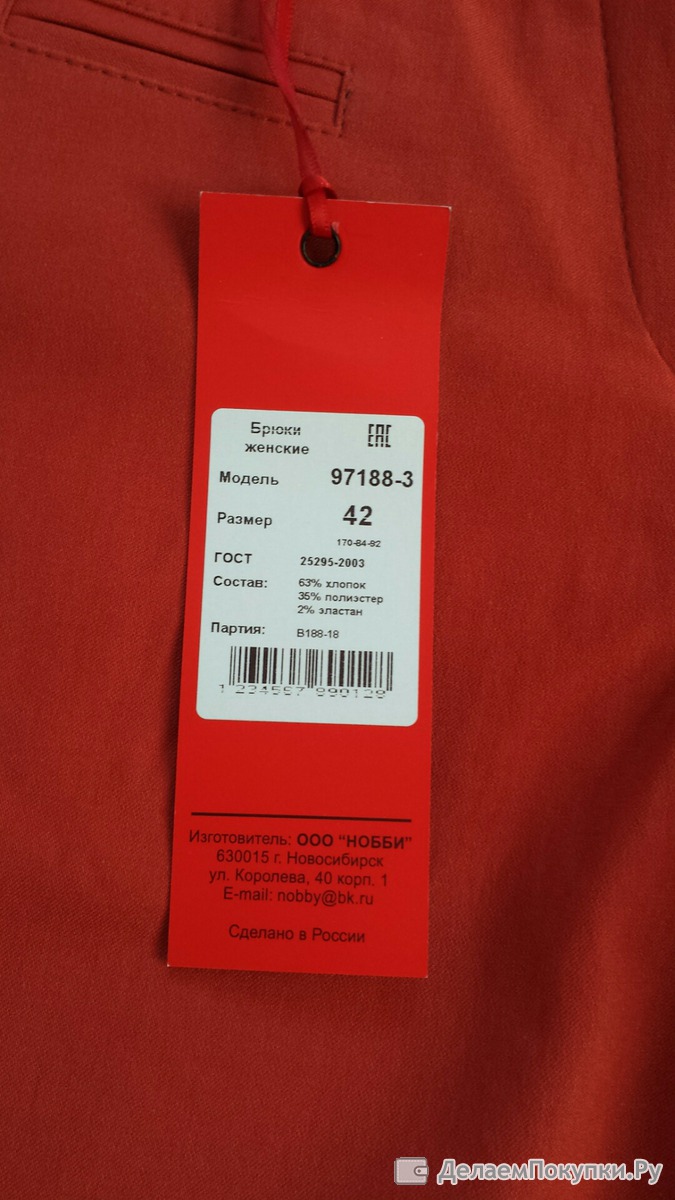 Брюки
женские
EAC
Модель 97188-3
Размер 42
170-84-92
ГОСТ 25295-2003
Состав: 63% хлопок
35% полиэстер
2% эластан
Партия: В188-18
1 234567 890128
Изготовитель: ООО “НОББИ”
630015 г. Новосибирск
ул. Королева, 40 корп. 1
E-mail: nobby@bk.ru
Сделано в России
ДелаемПокупки.Ру